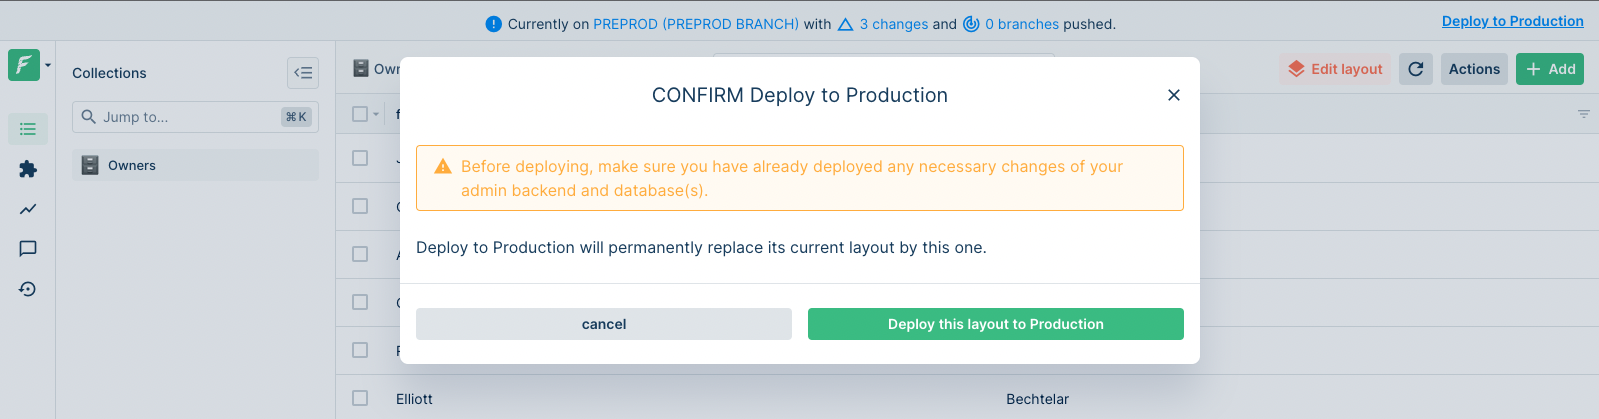 Currently on PREPROD (PREPROD BRANCH) with 3 changes and 0 branches pushed.
Deploy to Production
Collections
Jump to...
⌘K
Owners
Edit layout
Actions
+ Add
CONFIRM Deploy to Production
Before deploying, make sure you have already deployed any necessary changes of your
admin backend and database(s).
Deploy to Production will permanently replace its current layout by this one.
cancel
Deploy this layout to Production
Elliott
Bechtelar